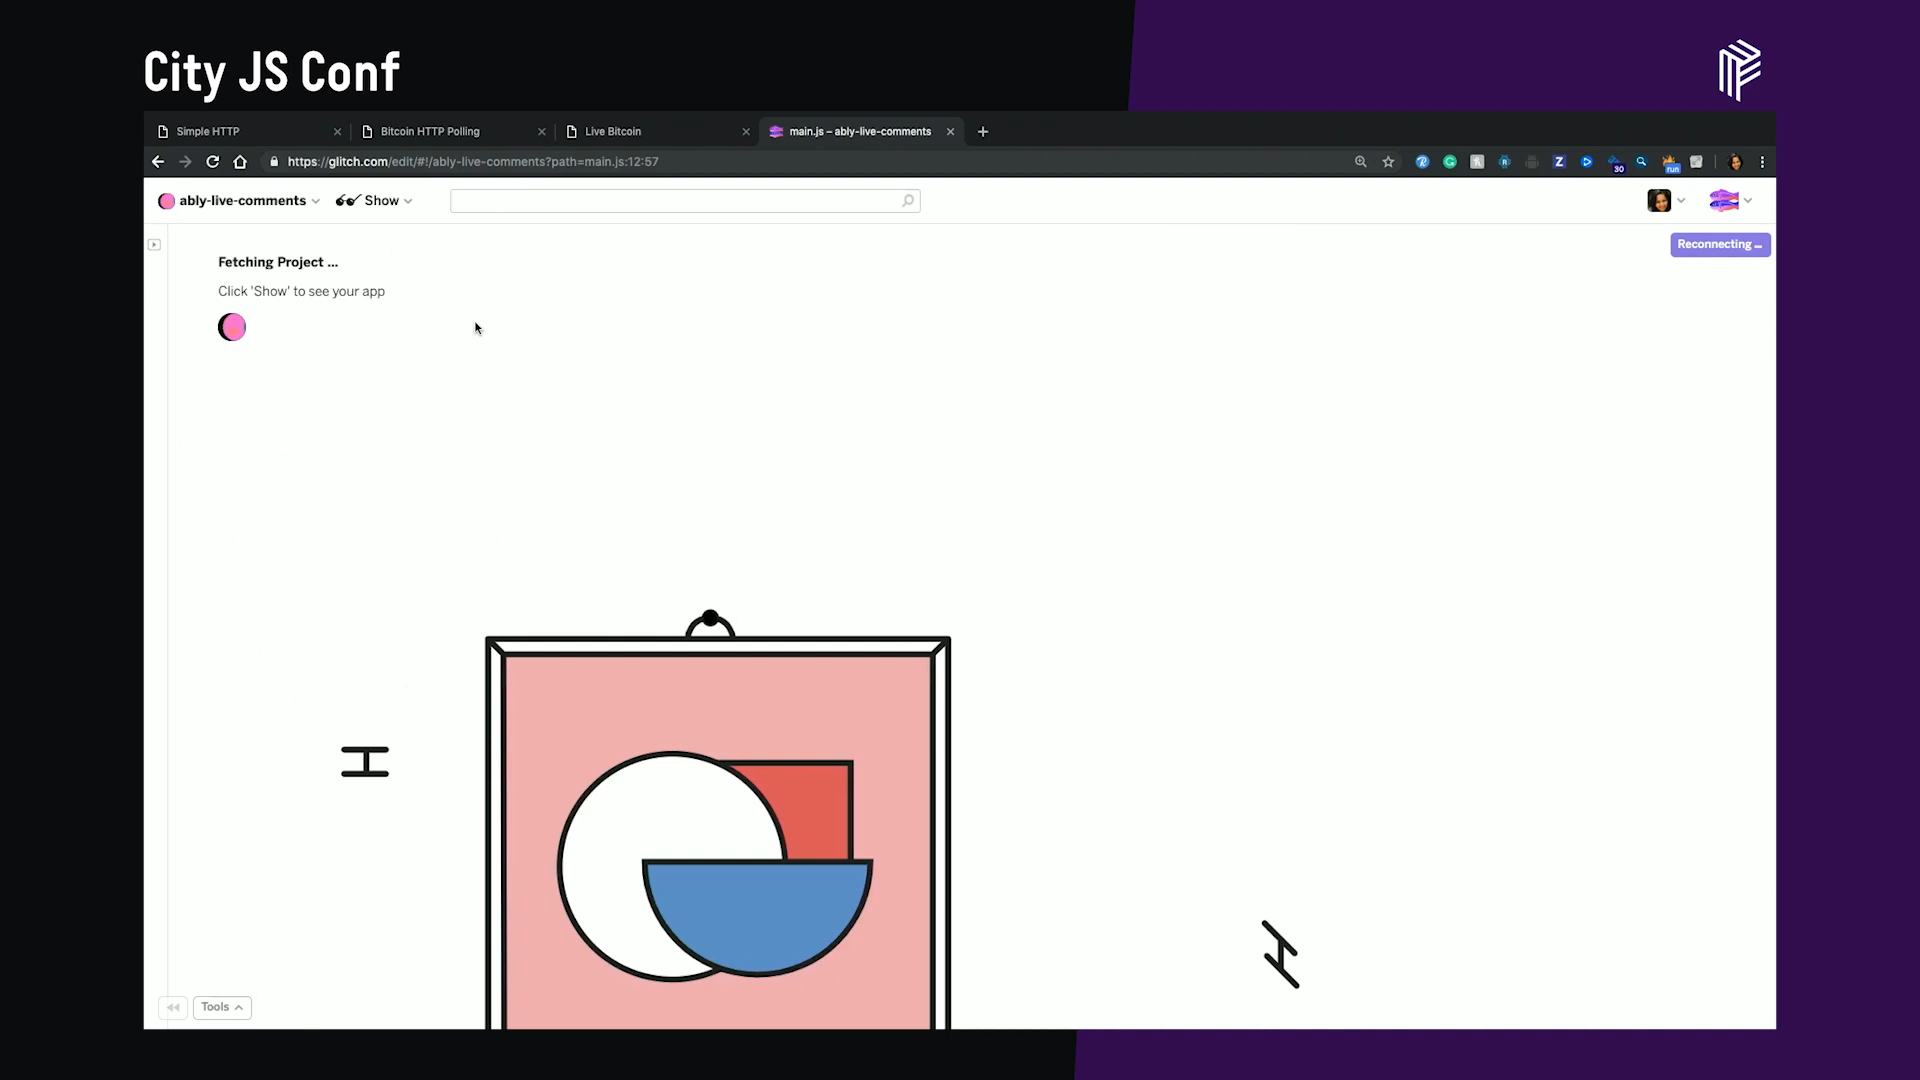 City JS Conf
Simple HTTP
Bitcoin HTTP Polling
Live Bitcoin
main.js – ably-live-comments
https://glitch.com/edit/#!/ably-live-comments?path=main.js:12:57
30
run
ably-live-comments
Show
Reconnecting …
Fetching Project ...
Click 'Show' to see your app
Tools